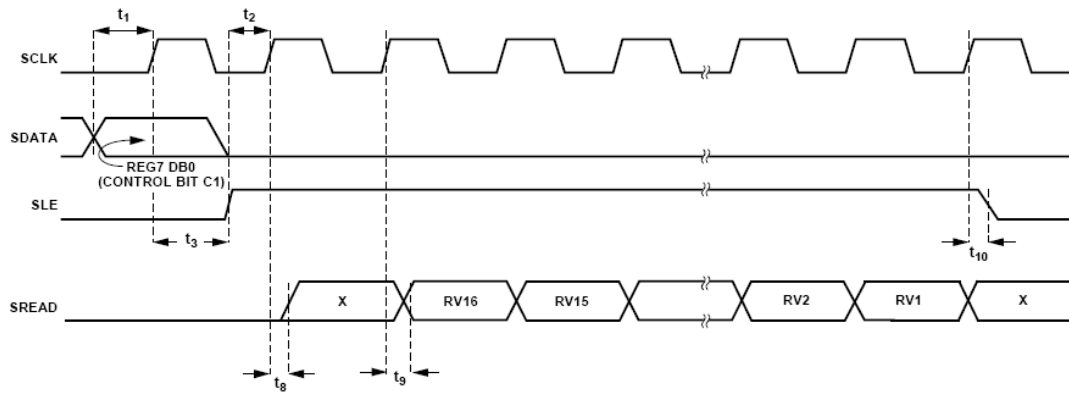 t1
t2
SCLK
SDATA
REG7 DB0
(CONTROL BIT C1)
SLE
t3
t10
SREAD
X
RV16
RV15
RV2
RV1
X
t8
t9